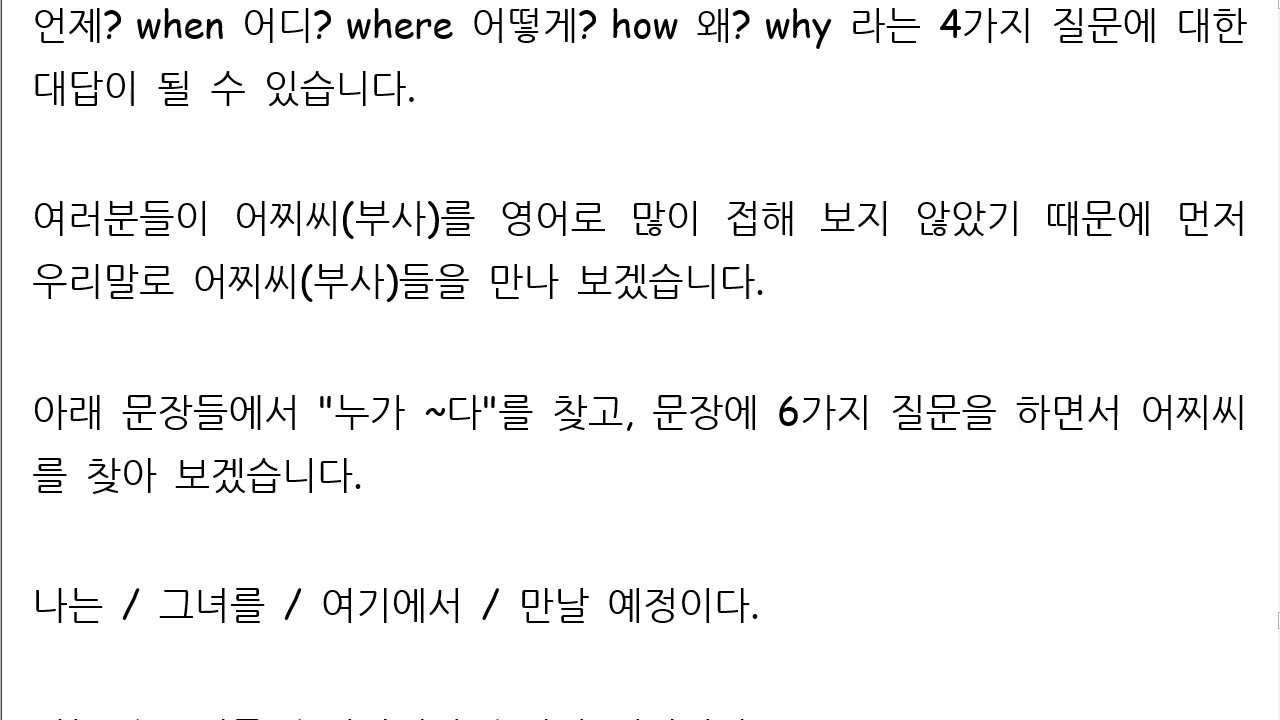 언제? when 어디? where 어떻게? how 왜? why 라는 4가지 질문에 대한
대답이 될 수 있습니다.
여러분들이 어찌씨(부사)를 영어로 많이 접해 보지 않았기 때문에 먼저
우리말로 어찌씨(부사)들을 만나 보겠습니다.
아래 문장들에서 "누가 ~다"를 찾고, 문장에 6가지 질문을 하면서 어찌씨
를 찾아 보겠습니다.
나는 / 그녀를 / 여기에서 / 만날 예정이다.